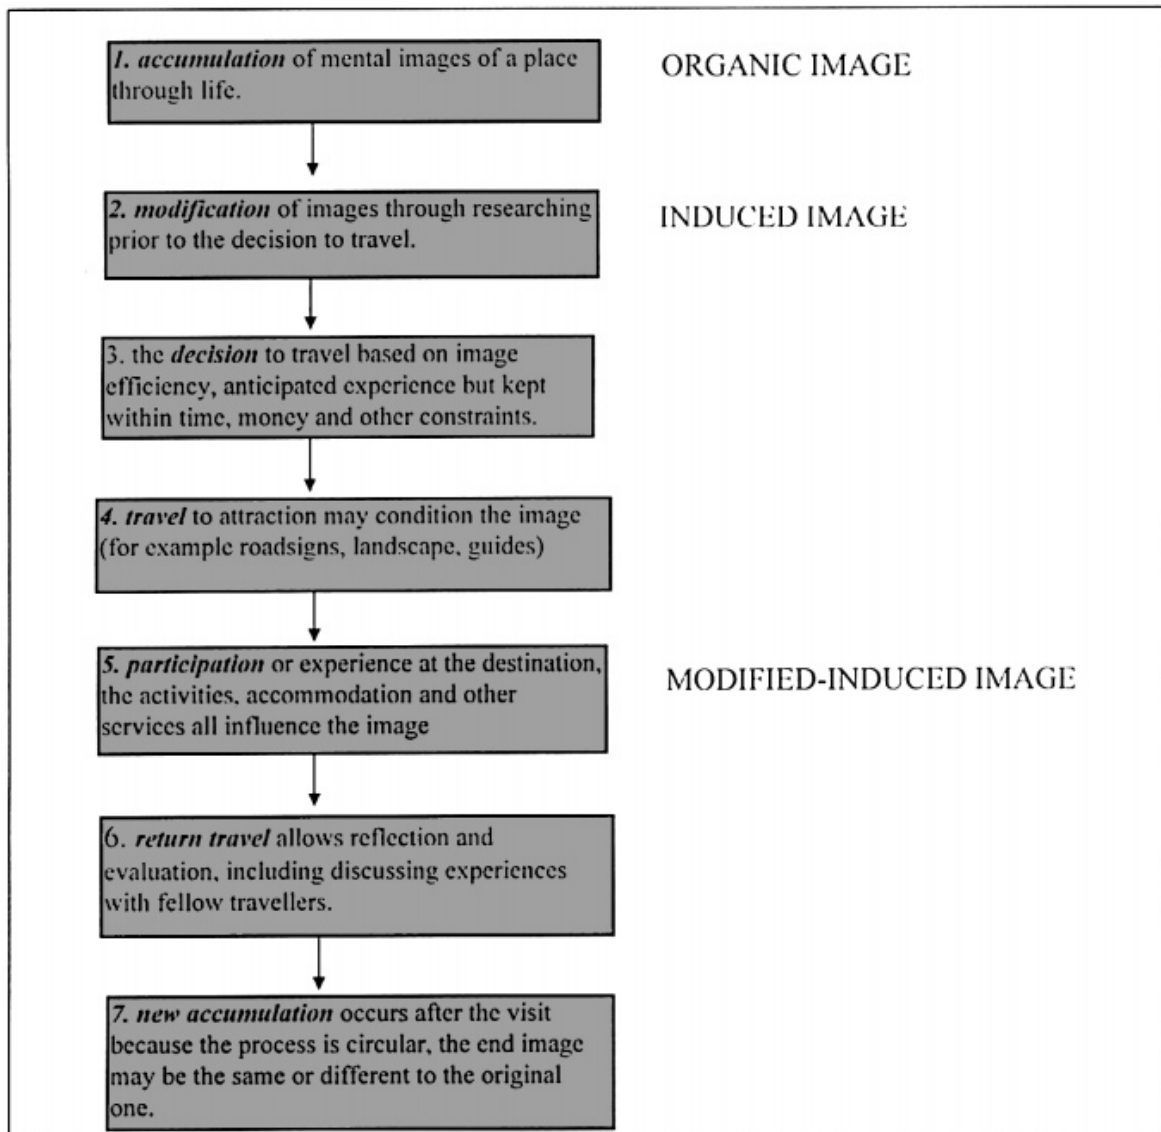 1. accumulation of mental images of a place
through life.
ORGANIC IMAGE
2. modification of images through researching
prior to the decision to travel.
INDUCED IMAGE
3. the decision to travel based on image
efficiency, anticipated experience but kept
within time, money and other constraints.
4. travel to attraction may condition the image
(for example roadsigns, landscape, guides)
5. participation or experience at the destination,
the activities, accommodation and other
services all influence the image
MODIFIED-INDUCED IMAGE
6. return travel allows reflection and
evaluation, including discussing experiences
with fellow travellers.
7. new accumulation occurs after the visit
because the process is circular, the end image
may be the same or different to the original
one.